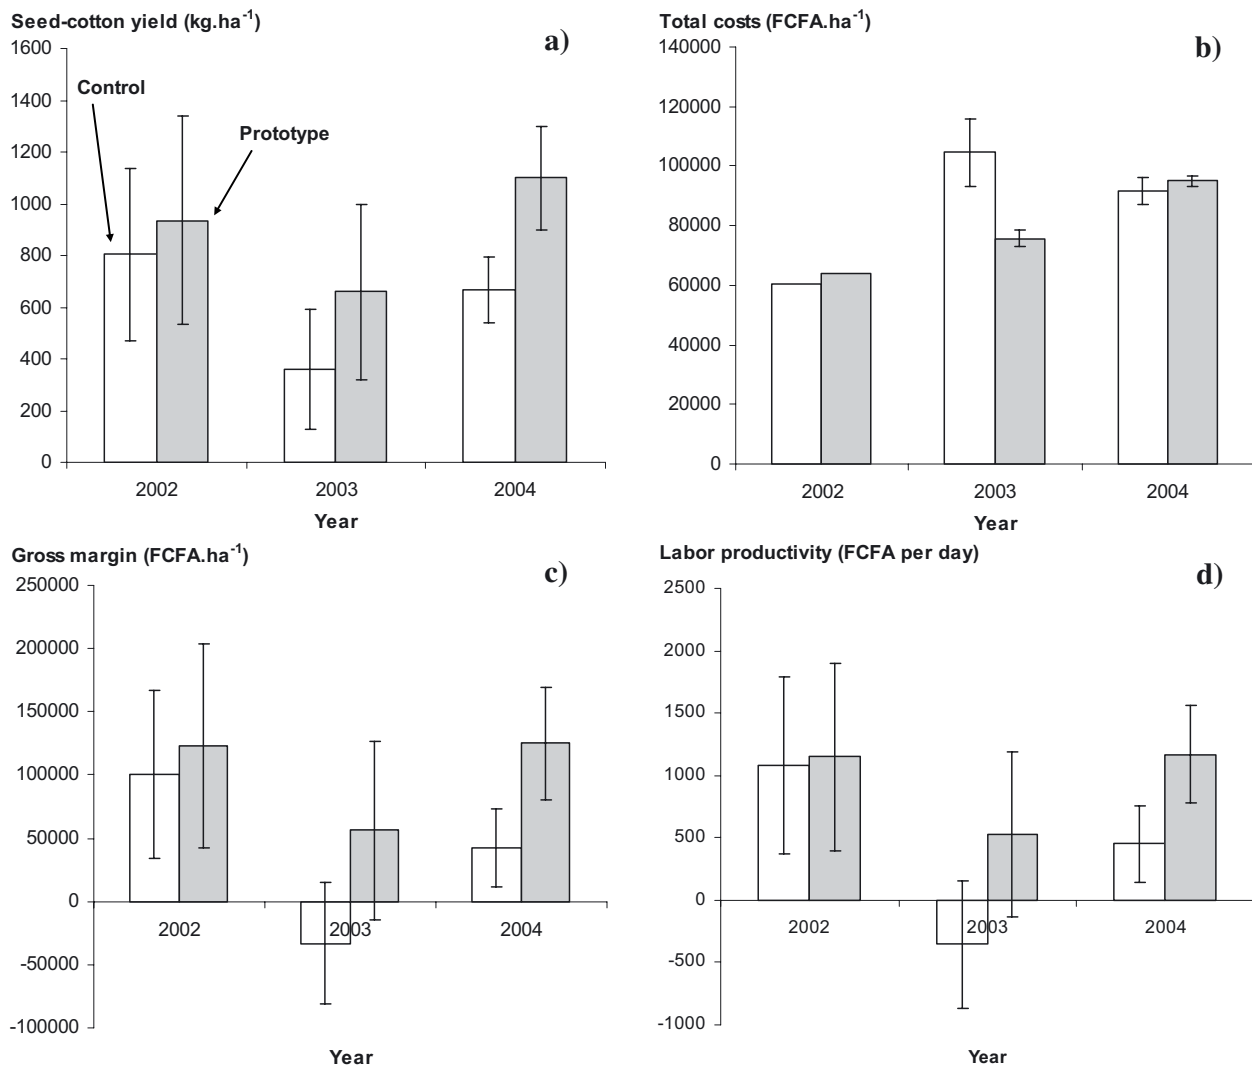 Seed-cotton yield (kg.ha⁻¹)
a)
1600
1400
1200
1000
800
600
400
200
0
Control
Prototype
2002 2003 2004
Year
Total costs (FCFA.ha⁻¹)
b)
140000
120000
100000
80000
60000
40000
20000
0
2002 2003 2004
Year
Gross margin (FCFA.ha⁻¹)
c)
250000
200000
150000
100000
50000
0
-50000
-100000
2002 2003 2004
Year
Labor productivity (FCFA per day)
d)
2500
2000
1500
1000
500
0
-500
-1000
2002 2003 2004
Year